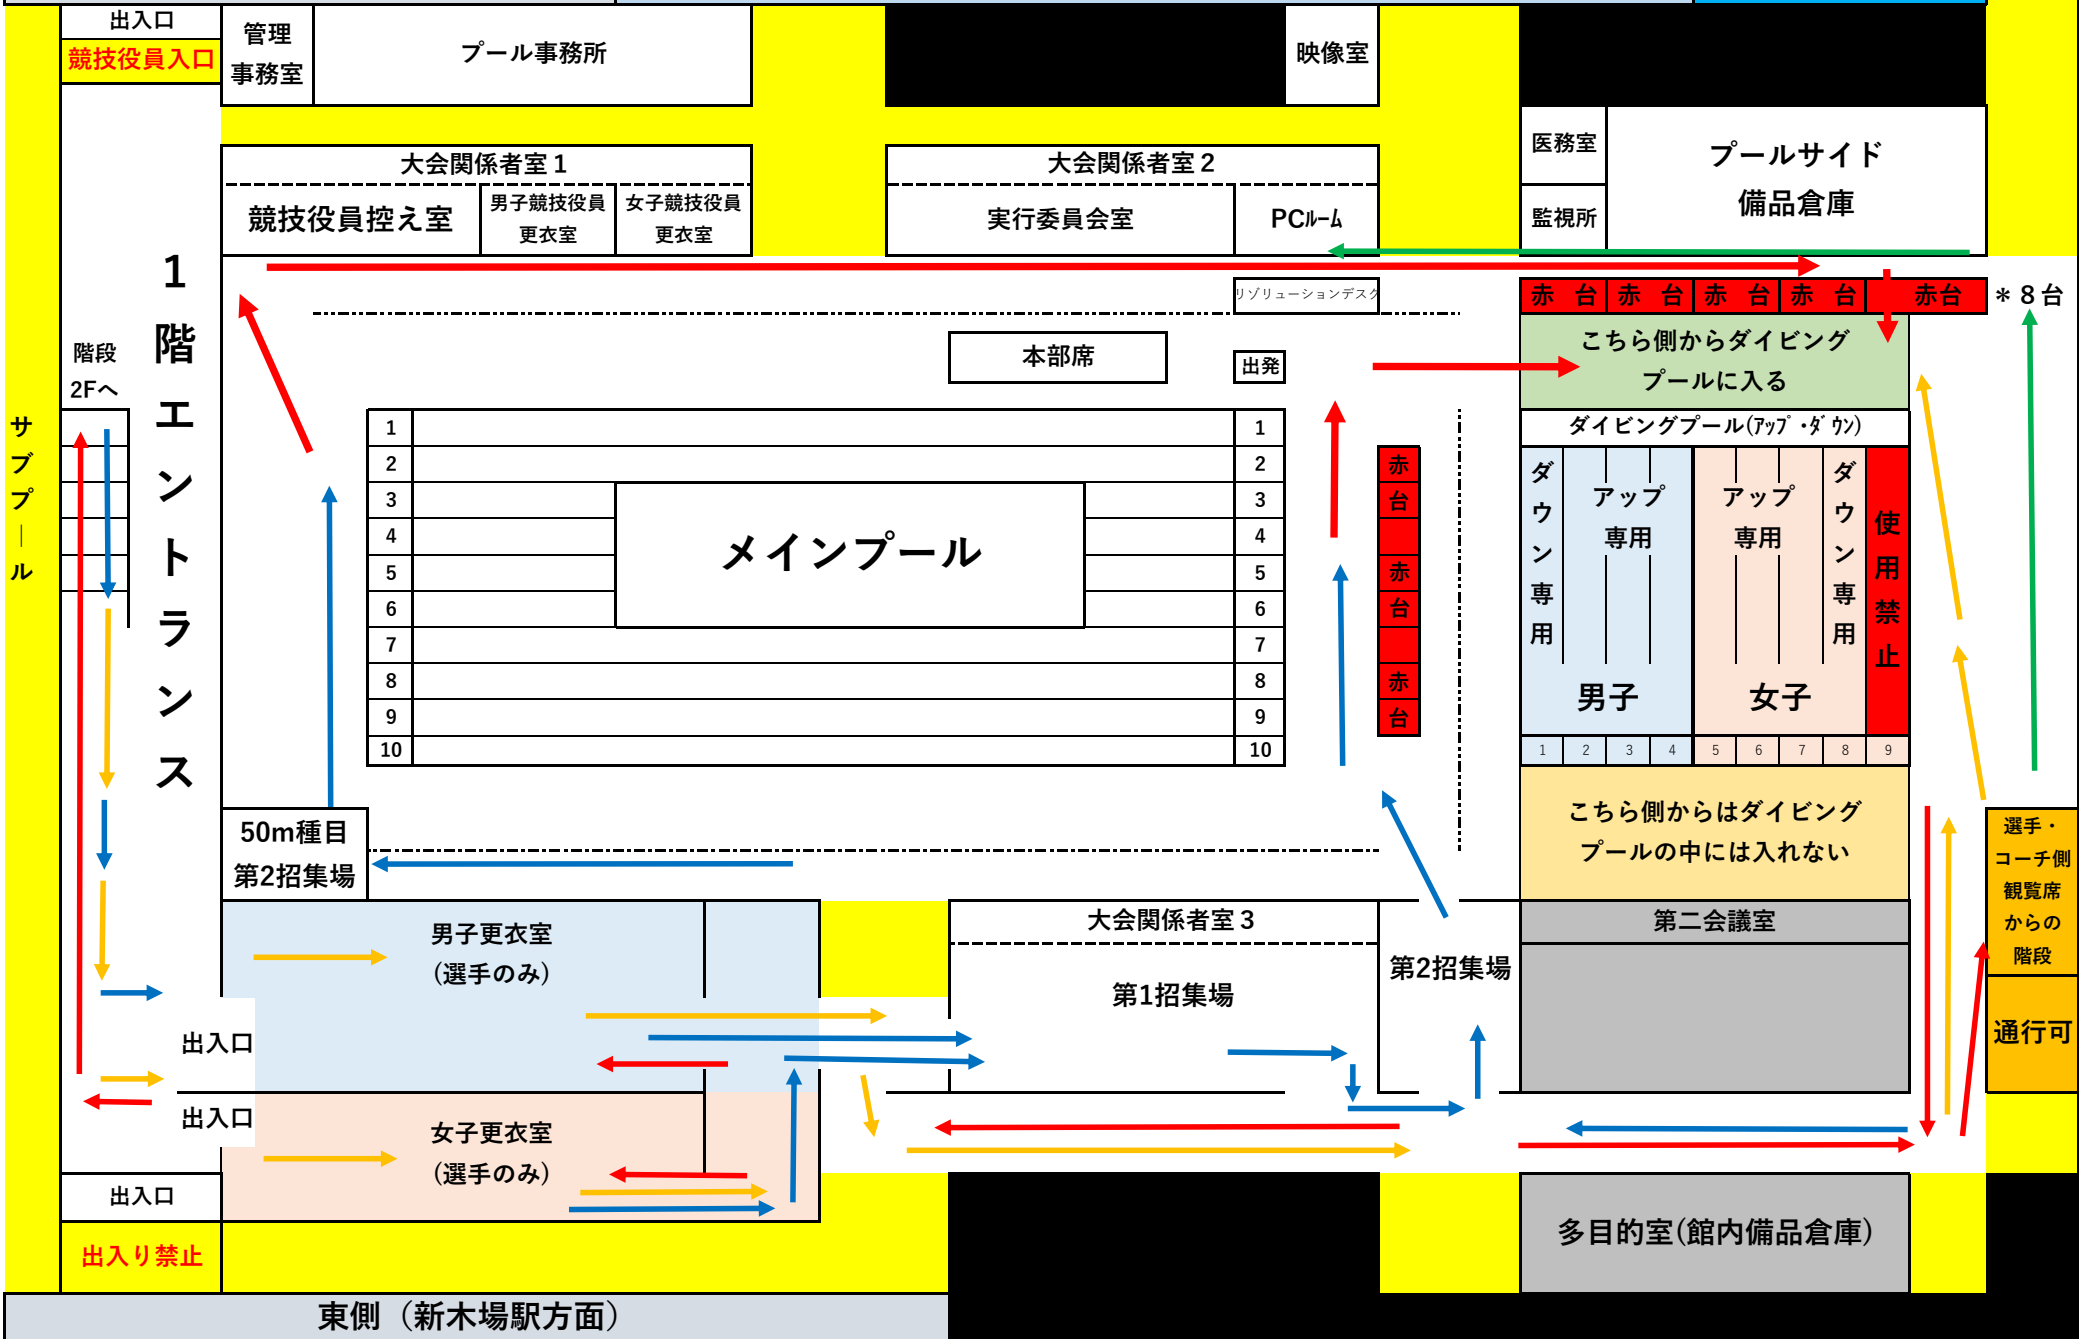 出入口
競技役員入口
管理
事務室
プール事務所
映像室
医務室
監視所
プールサイド
備品倉庫
大会関係者室１
競技役員控え室
男子競技役員
更衣室
女子競技役員
更衣室
大会関係者室２
実行委員会室
PCルーム
リゾリューションデスク
赤 台 赤 台 赤 台 赤 台 赤台
＊８台
こちら側からダイビング
プールに入る
本部席
出発
１階エントランス
階段
2Fへ
サブプール
1
2
3
4
5
6
7
8
9
10
メインプール
1
2
3
4
5
6
7
8
9
10
赤台
赤台
赤台
ダイビングプール(アップ・ダウン)
ダウン専用
アップ
専用
アップ
専用
ダウン専用
使用禁止
男子
女子
1 2 3 4 5 6 7 8 9
こちら側からはダイビング
プールの中には入れない
50m種目
第2招集場
選手・
コーチ側
観覧席
からの
階段
通行可
男子更衣室
(選手のみ)
大会関係者室３
第1招集場
第2招集場
第二会議室
出入口
出入口
女子更衣室
(選手のみ)
出入口
出入り禁止
多目的室(館内備品倉庫)
東側（新木場駅方面）